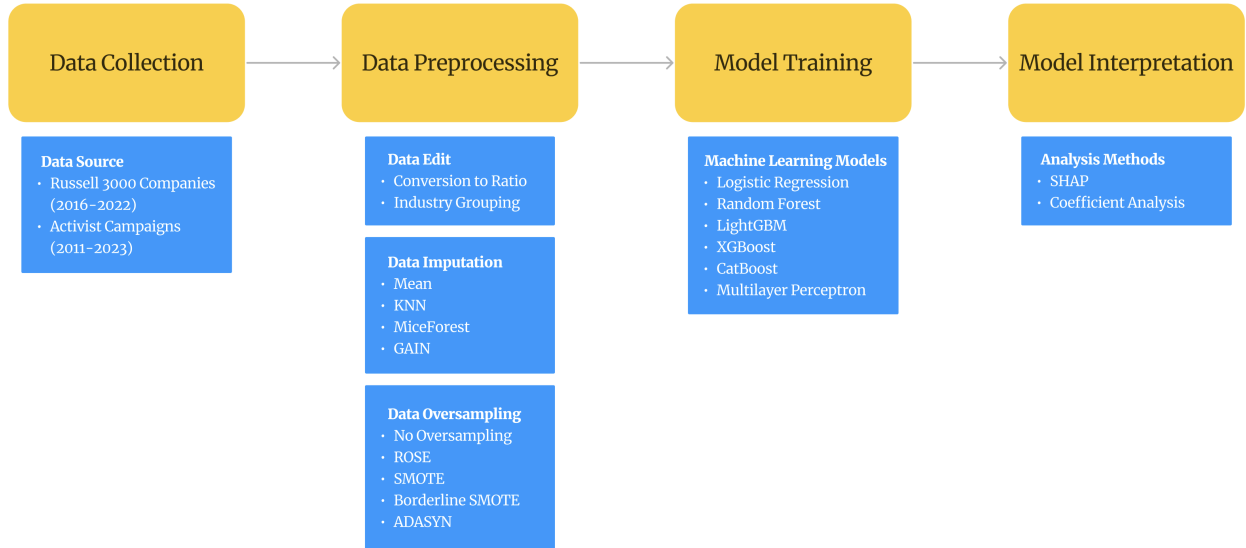 Data Collection
Data Preprocessing
Model Training
Model Interpretation
Data Source
· Russell 3000 Companies
(2016-2022)
· Activist Campaigns
(2011-2023)
Data Edit
· Conversion to Ratio
· Industry Grouping
Data Imputation
· Mean
· KNN
· MiceForest
· GAIN
Data Oversampling
· No Oversampling
· ROSE
· SMOTE
· Borderline SMOTE
· ADASYN
Machine Learning Models
· Logistic Regression
· Random Forest
· LightGBM
· XGBoost
· CatBoost
· Multilayer Perceptron
Analysis Methods
· SHAP
· Coefficient Analysis